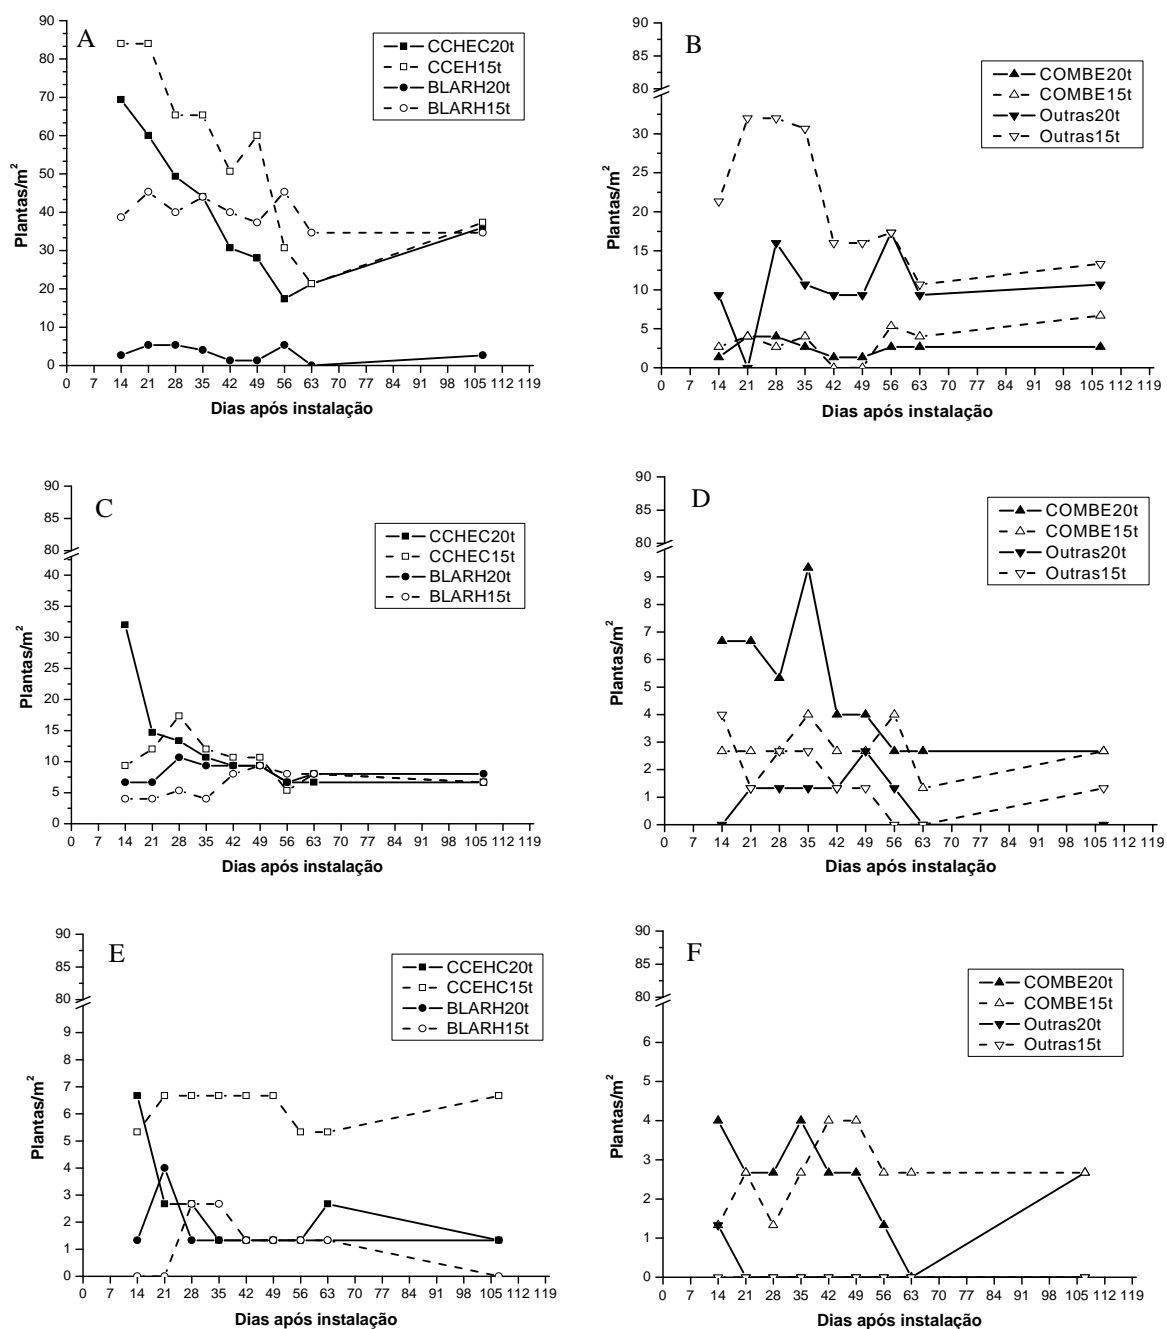 A
90
80
70
60
50
40
30
20
10
0
Plantas/m²
CCHEC20t
CCEH15t
BLARH20t
BLARH15t
0 7 14 21 28 35 42 49 56 63 70 77 84 91 98 105 112 119
Dias após instalação
B
90
85
80
30
25
20
15
10
5
0
Plantas/m²
COMBE20t
COMBE15t
Outras20t
Outras15t
0 7 14 21 28 35 42 49 56 63 70 77 84 91 98 105 112 119
Dias após instalação
C
90
85
80
40
35
30
25
20
15
10
5
0
Plantas/m²
CCHEC20t
CCHEC15t
BLARH20t
BLARH15t
0 7 14 21 28 35 42 49 56 63 70 77 84 91 98 105 112 119
Dias após instalação
D
90
85
80
9
8
7
6
5
4
3
2
1
0
Plantas/m²
COMBE20t
COMBE15t
Outras20t
Outras15t
0 7 14 21 28 35 42 49 56 63 70 77 84 91 98 105 112 119
Dias após instalação
E
90
85
80
9
8
7
6
5
4
3
2
1
0
Plantas/m²
CCEHC20t
CCEHC15t
BLARH20t
BLARH15t
0 7 14 21 28 35 42 49 56 63 70 77 84 91 98 105 112 119
Dias após instalação
F
90
85
80
6
5
4
3
2
1
0
Plantas/m²
COMBE20t
COMBE15t
Outras20t
Outras15t
0 7 14 21 28 35 42 49 56 63 70 77 84 91 98 105 112 119
Dias após instalação